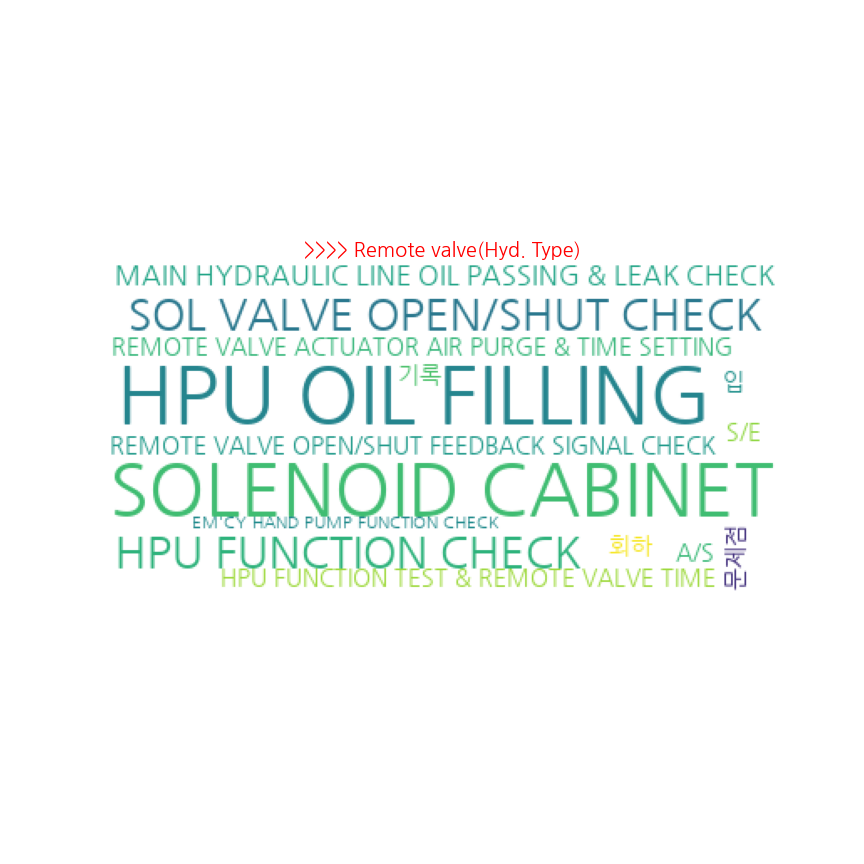 >>>> Remote valve(Hyd. Type)
MAIN HYDRAULIC LINE OIL PASSING & LEAK CHECK
SOL VALVE OPEN/SHUT CHECK
REMOTE VALVE ACTUATOR AIR PURGE & TIME SETTING
HPU OIL FILLING
기록
입
S/E
REMOTE VALVE OPEN/SHUT FEEDBACK SIGNAL CHECK
SOLENOID CABINET
EM'CY HAND PUMP FUNCTION CHECK
HPU FUNCTION CHECK
회하
A/S
문제점
HPU FUNCTION TEST & REMOTE VALVE TIME